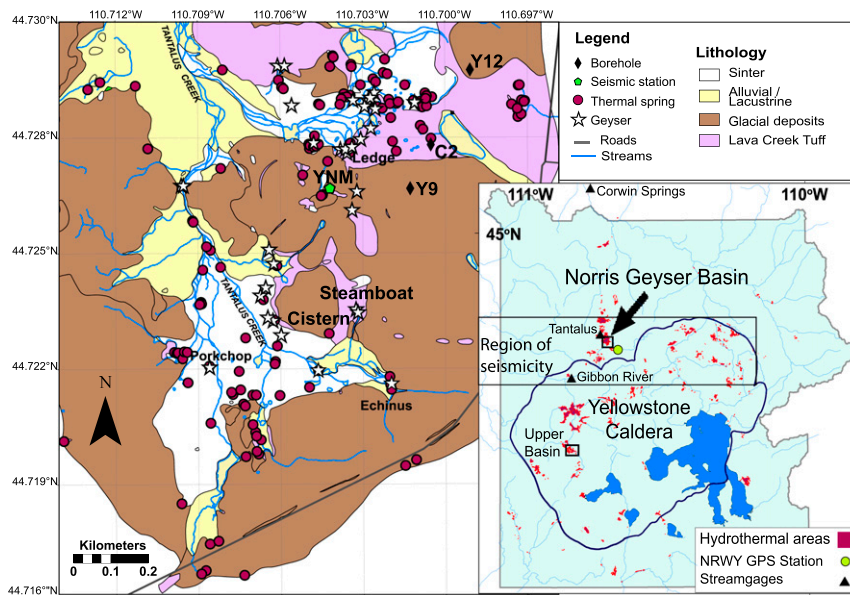 110.712°W 110.709°W 110.706°W 110.703°W 110.700°W 110.697°W
44.730°N
44.728°N
44.725°N
44.722°N
44.719°N
44.716°N
TANTALUS CREEK
Y12
C2
Ledge
YNM
Y9
TANTALUS CREEK
Steamboat
Cistern
Porkchop
Echinus
N
Kilometers
0 0.1 0.2
Legend
Borehole
Seismic station
Thermal spring
Geyser
Roads
Streams
Lithology
Sinter
Alluvial /
Lacustrine
Glacial deposits
Lava Creek Tuff
111°W 110°W
Corwin Springs
45°N
Norris Geyser Basin
Tantalus
Region of
seismicity
Gibbon River
Yellowstone
Caldera
Upper
Basin
Hydrothermal areas
NRWY GPS Station
Streamgages